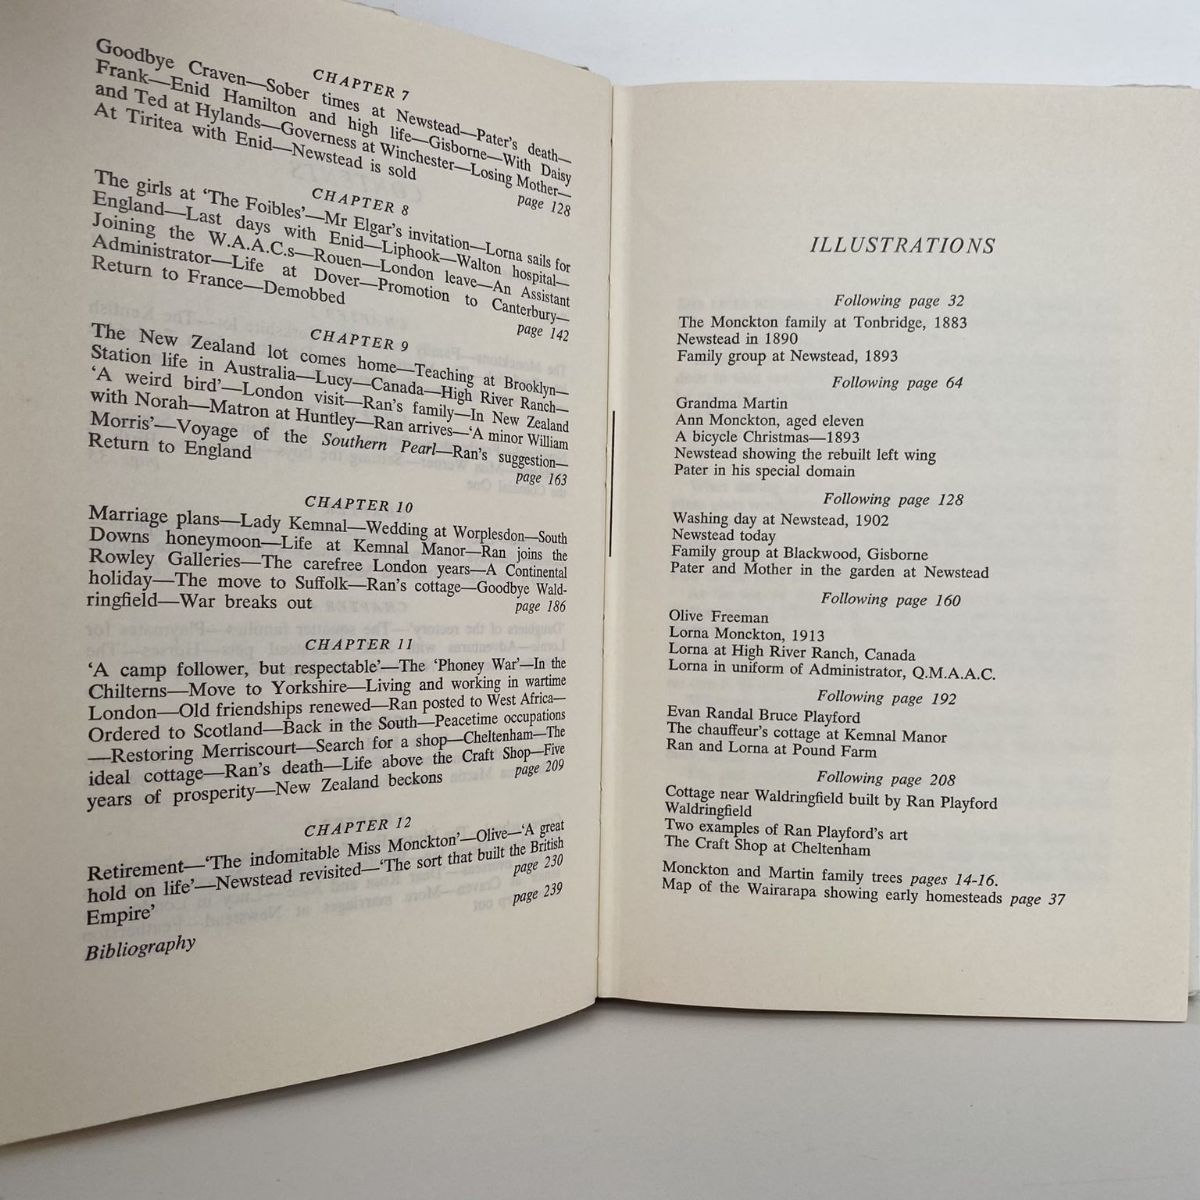 CHAPTER 7
Goodbye Craven—Sober times at Newstead—Pater's death—
Frank—Enid Hamilton and high life—Gisborne—With Daisy
and Ted at Hylands—Governess at Winchester—Losing Mother—
At Tiritea with Enid—Newstead is sold
page 128
CHAPTER 8
The girls at 'The Foibles'—Mr Elgar's invitation—Lorna sails for
England—Last days with Enid—Liphook—Walton hospital—
Joining the W.A.A.C.s—Rouen—London leave—An Assistant
Administrator—Life at Dover—Promotion to Canterbury—
Return to France—Demobbed
page 142
CHAPTER 9
The New Zealand lot comes home—Teaching at Brooklyn—
Station life in Australia—Lucy—Canada—High River Ranch—
'A weird bird'—London visit—Ran's family—In New Zealand
with Norah—Matron at Huntley—Ran arrives—'A minor William
Morris'—Voyage of the Southern Pearl—Ran's suggestion—
Return to England
page 163
CHAPTER 10
Marriage plans—Lady Kemnal—Wedding at Worplesdon—South
Downs honeymoon—Life at Kemnal Manor—Ran joins the
Rowley Galleries—The carefree London years—A Continental
holiday—The move to Suffolk—Ran's cottage—Goodbye Wald-
ringfield—War breaks out page 186
CHAPTER 11
'A camp follower, but respectable'—The 'Phoney War'—In the
Chilterns—Move to Yorkshire—Living and working in wartime
London—Old friendships renewed—Ran posted to West Africa—
Ordered to Scotland—Back in the South—Peacetime occupations
—Restoring Merriscourt—Search for a shop—Cheltenham—The
ideal cottage—Ran's death—Life above the Craft Shop—Five
years of prosperity—New Zealand beckons page 209
CHAPTER 12
Retirement—'The indomitable Miss Monckton'—Olive—'A great
hold on life'—Newstead revisited—'The sort that built the British
Empire' page 230
Bibliography page 239
ILLUSTRATIONS
Following page 32
The Monckton family at Tonbridge, 1883
Newstead in 1890
Family group at Newstead, 1893
Following page 64
Grandma Martin
Ann Monckton, aged eleven
A bicycle Christmas—1893
Newstead showing the rebuilt left wing
Pater in his special domain
Following page 128
Washing day at Newstead, 1902
Newstead today
Family group at Blackwood, Gisborne
Pater and Mother in the garden at Newstead
Following page 160
Olive Freeman
Lorna Monckton, 1913
Lorna at High River Ranch, Canada
Lorna in uniform of Administrator, Q.M.A.A.C.
Following page 192
Evan Randal Bruce Playford
The chauffeur's cottage at Kemnal Manor
Ran and Lorna at Pound Farm
Following page 208
Cottage near Waldringfield built by Ran Playford
Waldringfield
Two examples of Ran Playford's art
The Craft Shop at Cheltenham
Monckton and Martin family trees pages 14-16.
Map of the Wairarapa showing early homesteads page 37